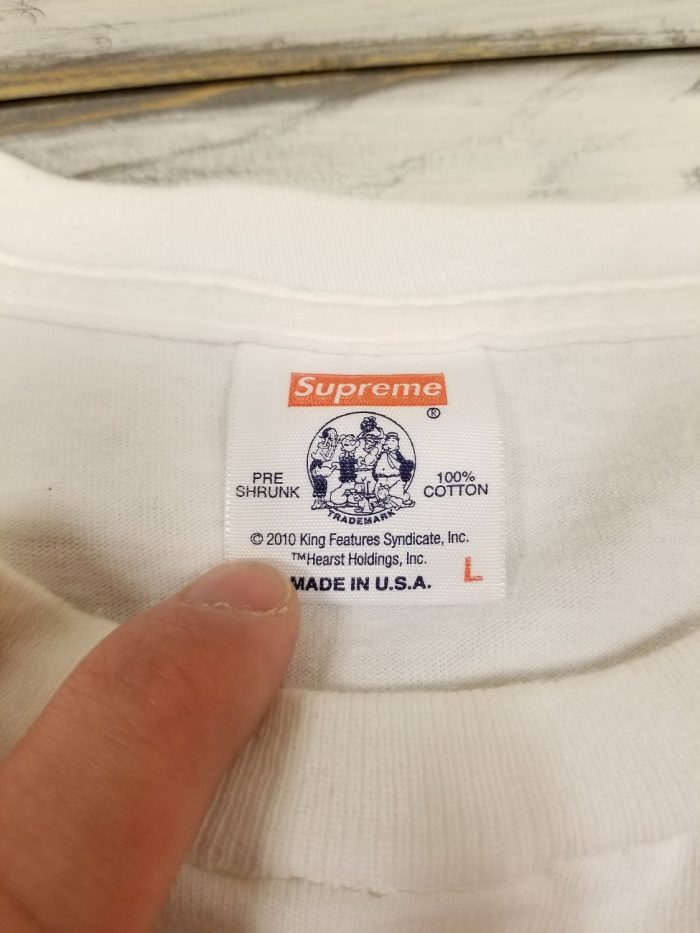 Supreme
®
PRE SHRUNK
100% COTTON
TRADEMARK
© 2010 King Features Syndicate, Inc.
™Hearst Holdings, Inc.
MADE IN U.S.A.
L